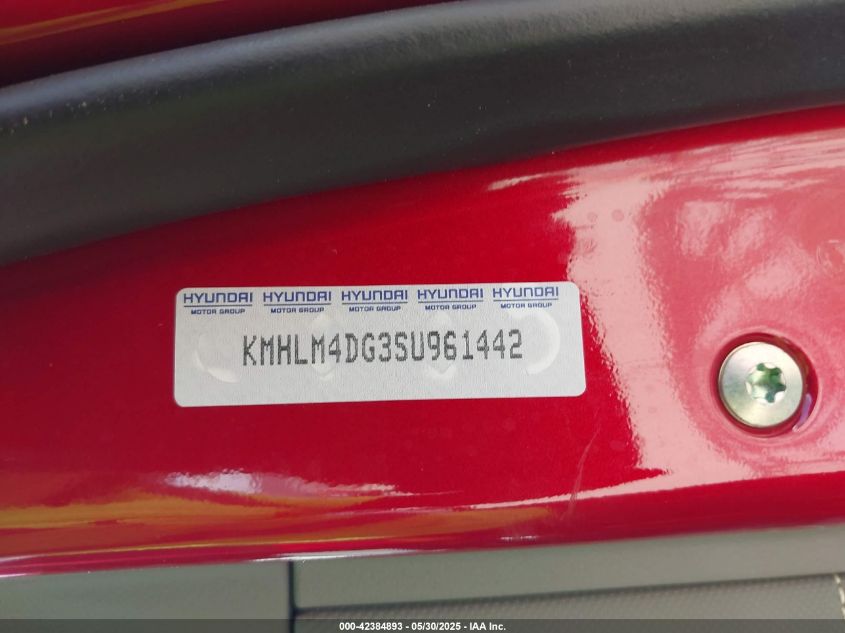 HYUNDAI HYUNDAI HYUNDAI HYUNDAI HYUNDAI
MOTOR GROUP MOTOR GROUP MOTOR GROUP MOTOR GROUP MOTOR GROUP
KMHLM4DG3SU961442
000-42384893 — 05/30/2025 — IAA Inc.